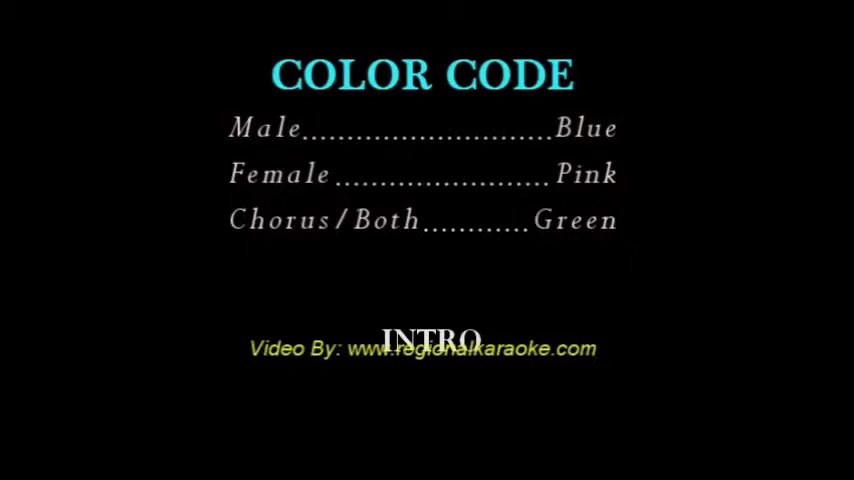 COLOR CODE
Male............................Blue
Female........................Pink
Chorus/Both............Green
INTRO
Video By: www.regionalkaraoke.com